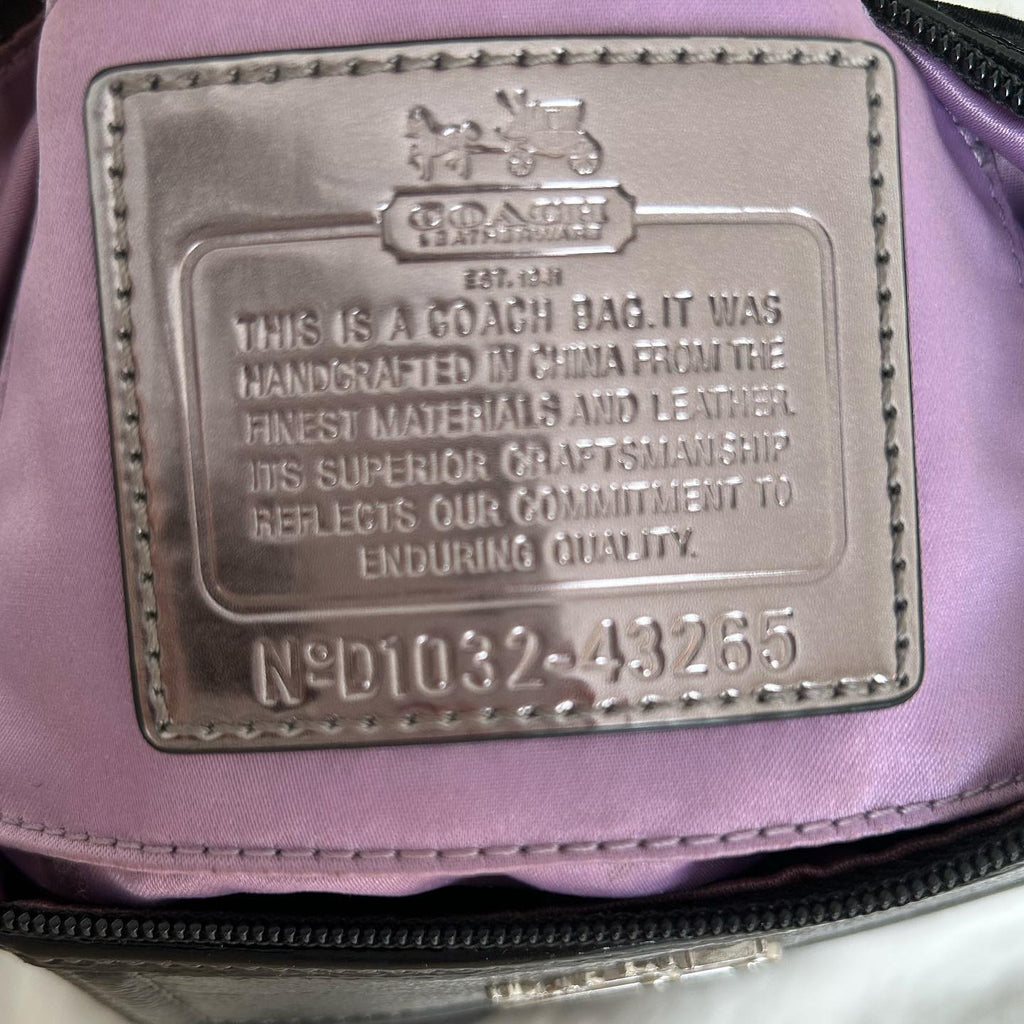 COACH
LEATHERWARE
EST. 1941
THIS IS A COACH BAG. IT WAS
HANDCRAFTED IN CHINA FROM THE
FINEST MATERIALS AND LEATHER.
ITS SUPERIOR CRAFTSMANSHIP
REFLECTS OUR COMMITMENT TO
ENDURING QUALITY.
NºD1032-43265